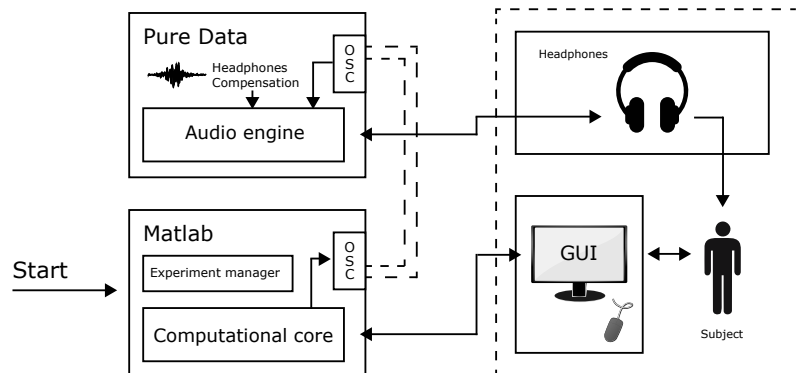 Pure Data
O
S
C
Headphones
Compensation
Audio engine
Headphones
Matlab
O
S
C
Experiment manager
Start
Computational core
GUI
Subject